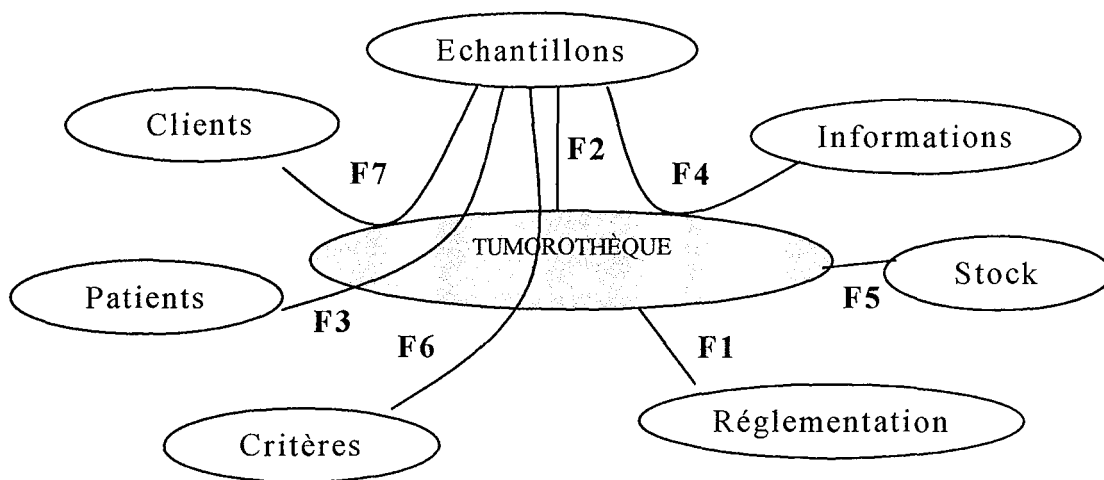 Echantillons
Clients
Informations
F2
F7
F4
TUMOROTHÈQUE
Patients
Stock
F3
F5
F6
F1
Critères
Réglementation